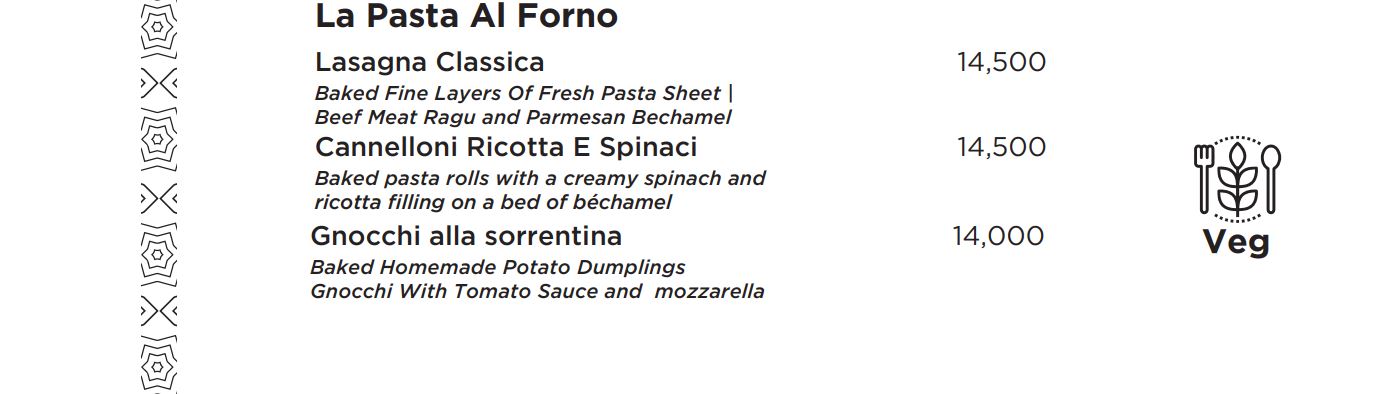 La Pasta Al Forno
Lasagna Classica 14,500
Baked Fine Layers Of Fresh Pasta Sheet |
Beef Meat Ragu and Parmesan Bechamel
Cannelloni Ricotta E Spinaci 14,500
Baked pasta rolls with a creamy spinach and
ricotta filling on a bed of béchamel
Gnocchi alla sorrentina 14,000
Baked Homemade Potato Dumplings
Gnocchi With Tomato Sauce and  mozzarella
Veg